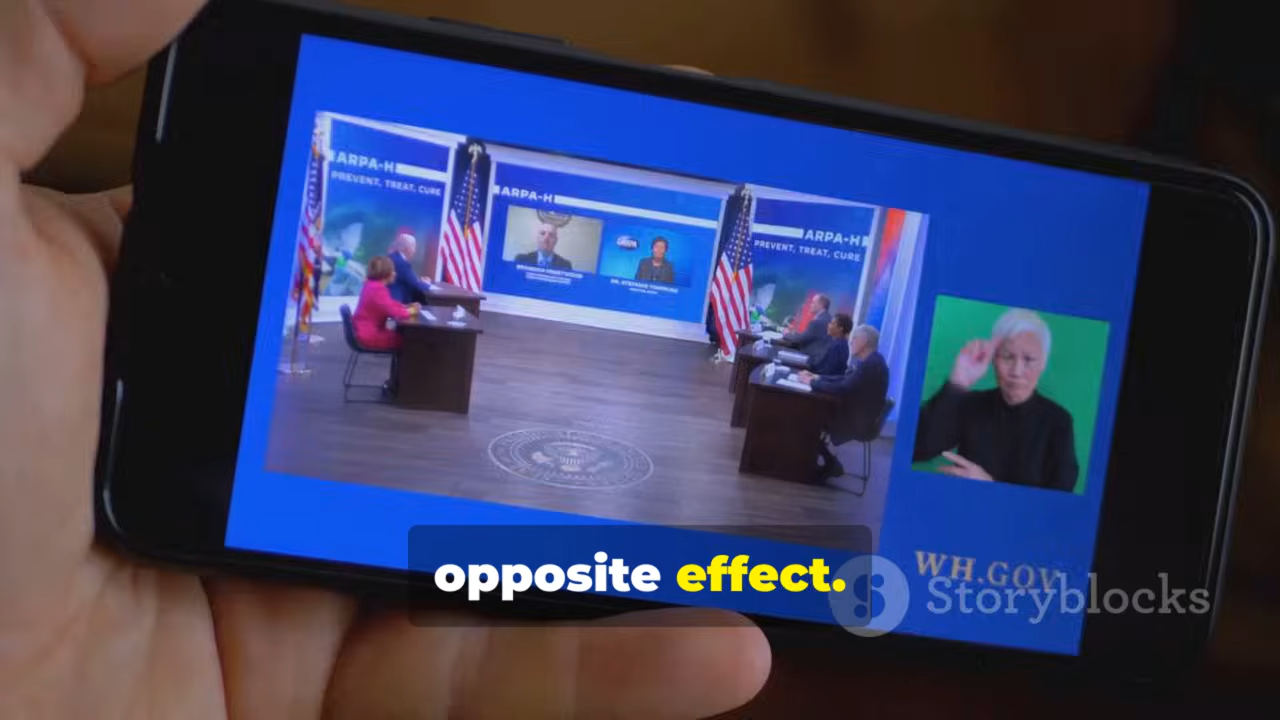 ARPA-H
PREVENT, TREAT, CURE
ARPA-H
ARPA-H
PREVENT, TREAT, CURE
WH.GOV
opposite effect.
Storyblocks